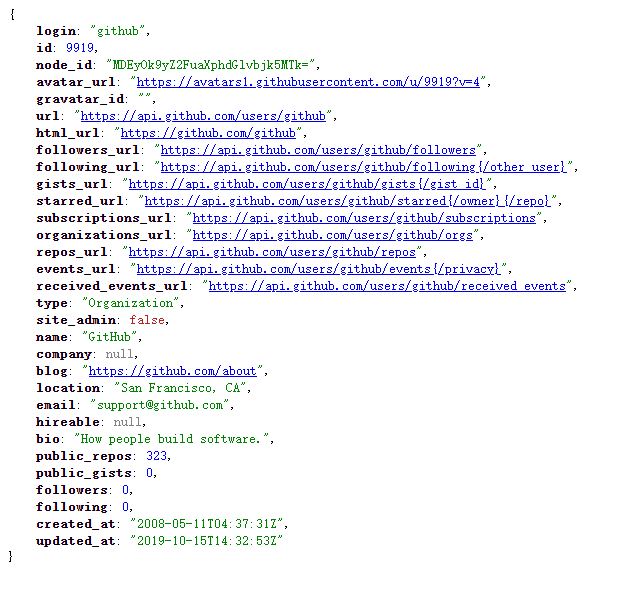 {
login: "github",
id: 9919,
node_id: "MDEyOk9yZ2FuaXphdGlvbjk5MTk=",
avatar_url: "https://avatars1.githubusercontent.com/u/9919?v=4",
gravatar_id: "",
url: "https://api.github.com/users/github",
html_url: "https://github.com/github",
followers_url: "https://api.github.com/users/github/followers",
following_url: "https://api.github.com/users/github/following{/other_user}",
gists_url: "https://api.github.com/users/github/gists{/gist_id}",
starred_url: "https://api.github.com/users/github/starred{/owner}{/repo}",
subscriptions_url: "https://api.github.com/users/github/subscriptions",
organizations_url: "https://api.github.com/users/github/orgs",
repos_url: "https://api.github.com/users/github/repos",
events_url: "https://api.github.com/users/github/events{/privacy}",
received_events_url: "https://api.github.com/users/github/received_events",
type: "Organization",
site_admin: false,
name: "GitHub",
company: null,
blog: "https://github.com/about",
location: "San Francisco, CA",
email: "support@github.com",
hireable: null,
bio: "How people build software.",
public_repos: 323,
public_gists: 0,
followers: 0,
following: 0,
created_at: "2008-05-11T04:37:31Z",
updated_at: "2019-10-15T14:32:53Z"
}